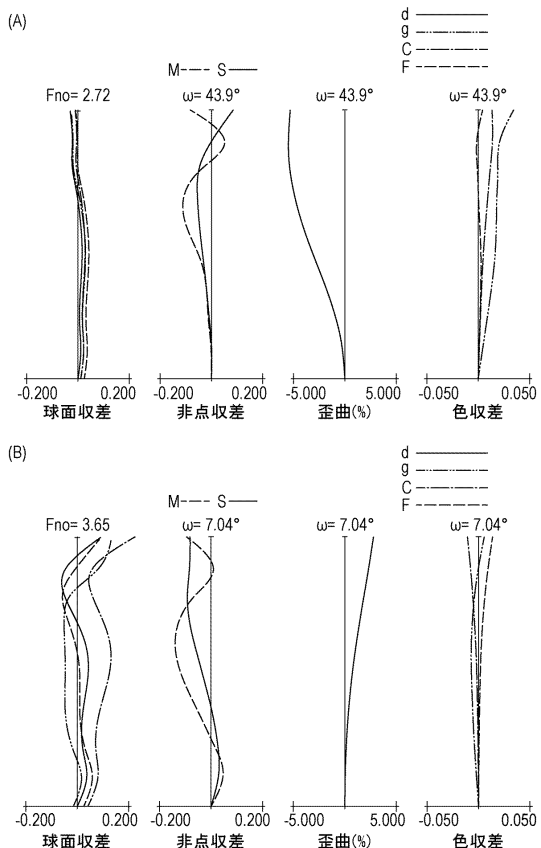 (A)
d
g
C
F
M S
Fno= 2.72 ω= 43.9° ω= 43.9° ω= 43.9°
-0.200 0.200 -0.200 0.200 -5.000 5.000 -0.050 0.050
球面収差 非点収差 歪曲(%) 色収差
(B)
d
g
C
F
M S
Fno= 3.65 ω= 7.04° ω= 7.04° ω= 7.04°
-0.200 0.200 -0.200 0.200 -5.000 5.000 -0.050 0.050
球面収差 非点収差 歪曲(%) 色収差